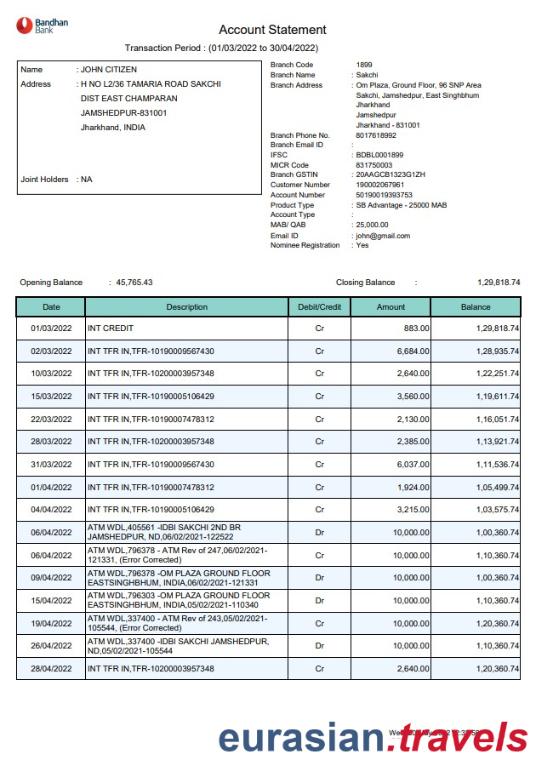 Bandhan
Bank
Account Statement
Transaction Period : (01/03/2022 to 30/04/2022)
Name : JOHN CITIZEN
Address : H NO L2/36 TAMARIA ROAD SAKCHI
DIST EAST CHAMPARAN
JAMSHEDPUR-831001
Jharkhand, INDIA
Joint Holders : NA
Branch Code 1899
Branch Name : Sakchi
Branch Address : Om Plaza, Ground Floor, 96 SNP Area
Sakchi, Jamshedpur, East Singhbhum
Jharkhand
Jamshedpur
Jharkhand - 831001
Branch Phone No. 8017618992
Branch Email ID :
IFSC : BDBL0001899
MICR Code 831750003
Branch GSTIN : 20AAGCB1323G1ZH
Customer Number 190002067961
Account Number 50190019393753
Product Type : SB Advantage - 25000 MAB
Account Type :
MAB/ QAB : 25,000.00
Email ID : john@gmail.com
Nominee Registration : Yes
Opening Balance : 45,765.43 Closing Balance : 1,29,818.74
Date Description Debit/Credit Amount Balance
01/03/2022 INT CREDIT Cr 883.00 1,29,818.74
02/03/2022 INT TFR IN,TFR-10190009567430 Cr 6,684.00 1,28,935.74
10/03/2022 INT TFR IN,TFR-10200003957348 Cr 2,640.00 1,22,251.74
15/03/2022 INT TFR IN,TFR-10190005106429 Cr 3,560.00 1,19,611.74
22/03/2022 INT TFR IN,TFR-10190007478312 Cr 2,130.00 1,16,051.74
28/03/2022 INT TFR IN,TFR-10200003957348 Cr 2,385.00 1,13,921.74
31/03/2022 INT TFR IN,TFR-10190009567430 Cr 6,037.00 1,11,536.74
01/04/2022 INT TFR IN,TFR-10190007478312 Cr 1,924.00 1,05,499.74
04/04/2022 INT TFR IN,TFR-10190005106429 Cr 3,215.00 1,03,575.74
06/04/2022 ATM WDL,405561 -IDBI SAKCHI 2ND BR Dr 10,000.00 1,00,360.74
JAMSHEDPUR, ND,06/02/2021-122522
06/04/2022 ATM WDL,796378 - ATM Rev of 247,06/02/2021- Cr 10,000.00 1,10,360.74
121331, (Error Corrected)
09/04/2022 ATM WDL,796378 -OM PLAZA GROUND FLOOR Dr 10,000.00 1,00,360.74
EASTSINGHBHUM, INDIA,06/02/2021-121331
15/04/2022 ATM WDL,796303 -OM PLAZA GROUND FLOOR Dr 10,000.00 1,10,360.74
EASTSINGHBHUM, INDIA,05/02/2021-110340
19/04/2022 ATM WDL,337400 - ATM Rev of 243,05/02/2021- Cr 10,000.00 1,20,360.74
105544, (Error Corrected)
26/04/2022 ATM WDL,337400 -IDBI SAKCHI JAMSHEDPUR, Dr 10,000.00 1,10,360.74
ND,05/02/2021-105544
28/04/2022 INT TFR IN,TFR-10200003957348 Cr 2,640.00 1,20,360.74
eurasian.travels